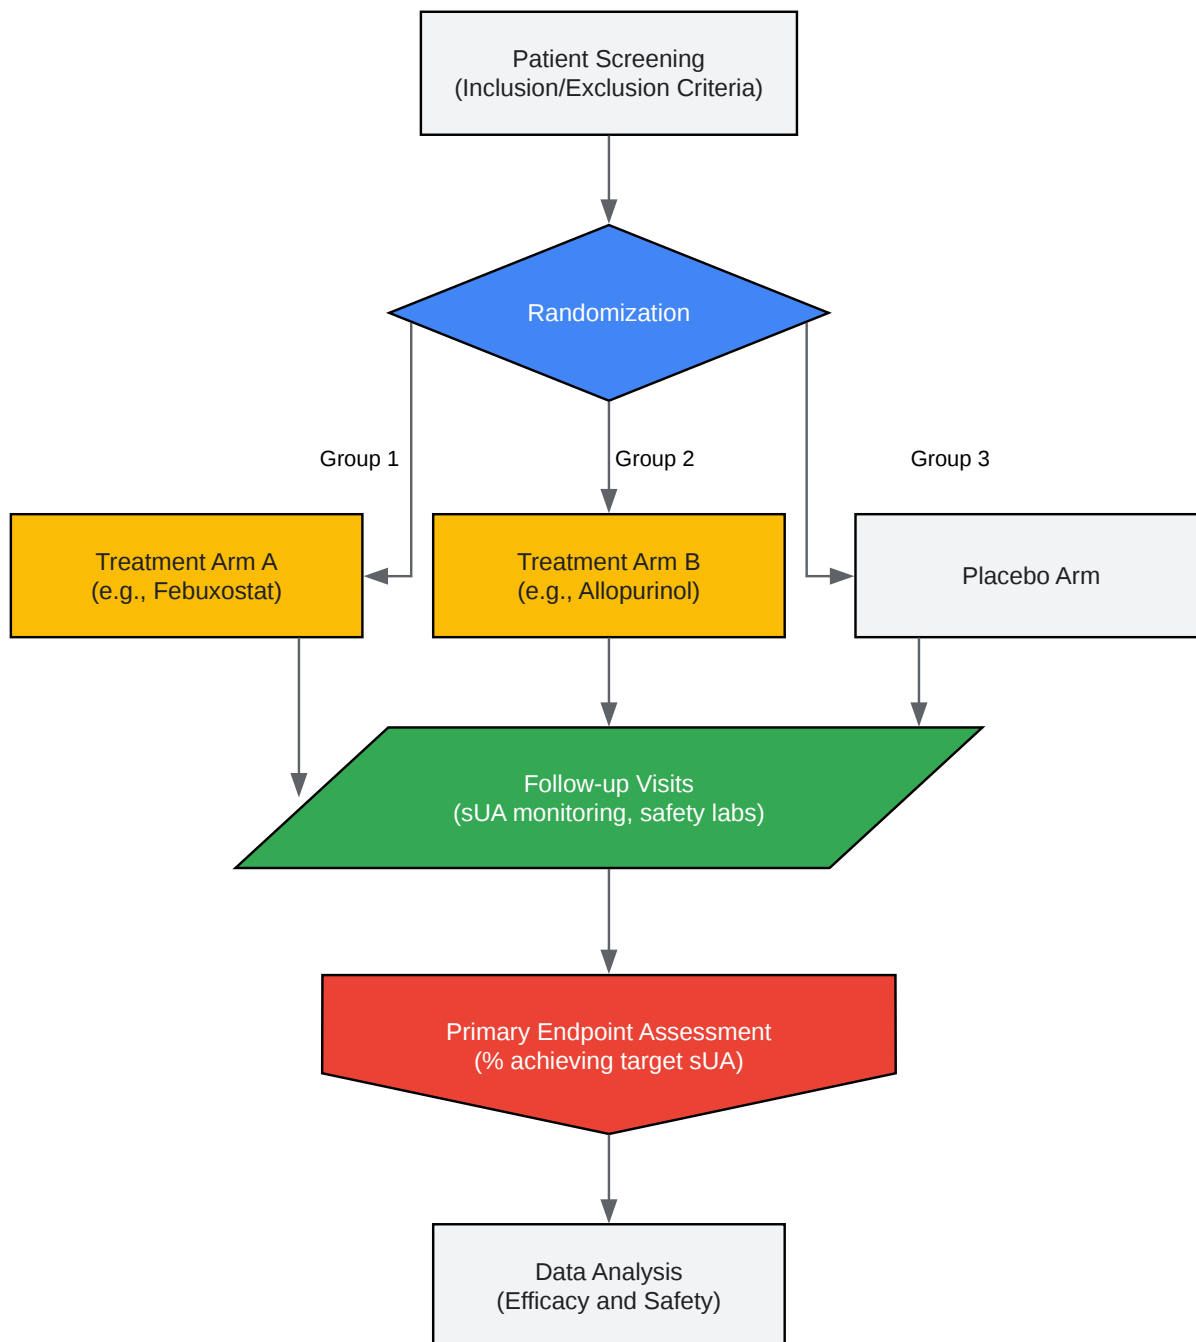 Patient Screening
(Inclusion/Exclusion Criteria)
Randomization
Group 1
Group 2
Group 3
Treatment Arm A
(e.g., Febuxostat)
Treatment Arm B
(e.g., Allopurinol)
Placebo Arm
Follow-up Visits
(sUA monitoring, safety labs)
Primary Endpoint Assessment
(% achieving target sUA)
Data Analysis
(Efficacy and Safety)